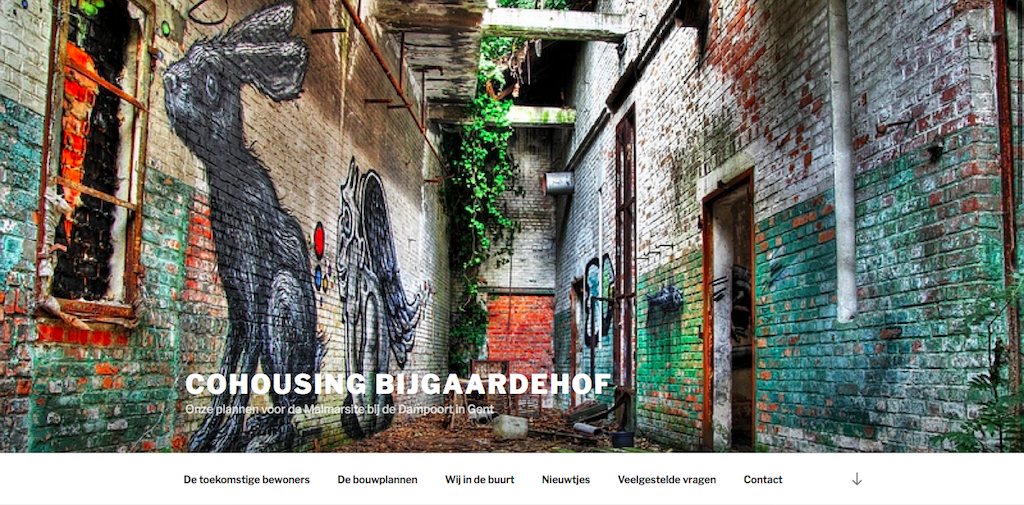 COHOUSING BIJGAARDEHOF
Onze plannen voor de Malmarsite bij de Dampoort in Gent
De toekomstige bewoners De bouwplannen Wij in de buurt Nieuwtjes Veelgestelde vragen Contact